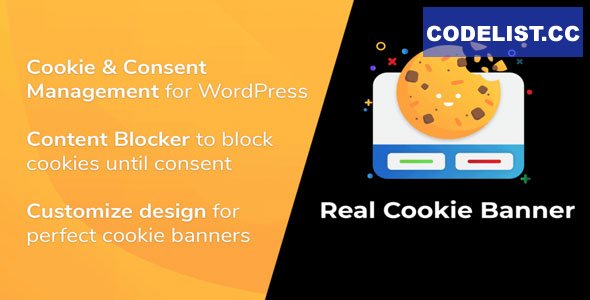 CODELIST.CC
Cookie & Consent
Management for WordPress
Content Blocker to block
cookies until consent
Customize design for
perfect cookie banners
Real Cookie Banner